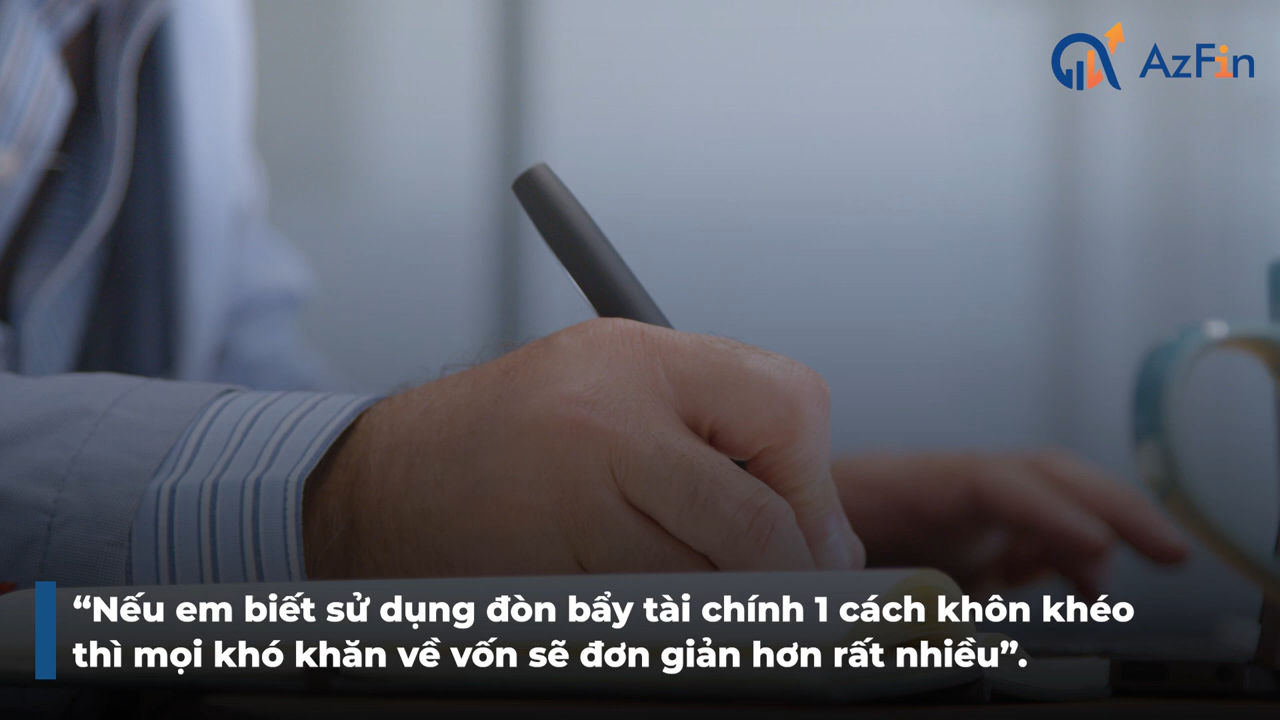 AzFin
“Nếu em biết sử dụng đòn bẩy tài chính 1 cách khôn khéo
thì mọi khó khăn về vốn sẽ đơn giản hơn rất nhiều”.